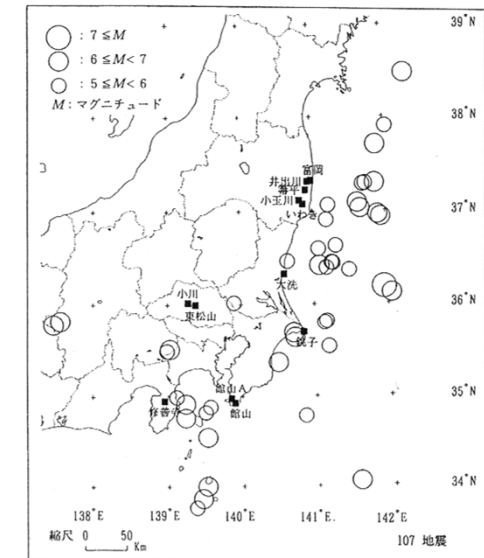 39°N
: 7≦M
: 6≦M<7
: 5≦M<6
M：マグニチュード
38°N
富岡
井出川
小玉川
いわき
37°N
大洗
小川
東松山
36°N
銚子
館山A
修善寺
館山
35°N
34°N
138°E
139°E
140°E
141°E.
142°E
縮尺 0 50
Km
107 地震